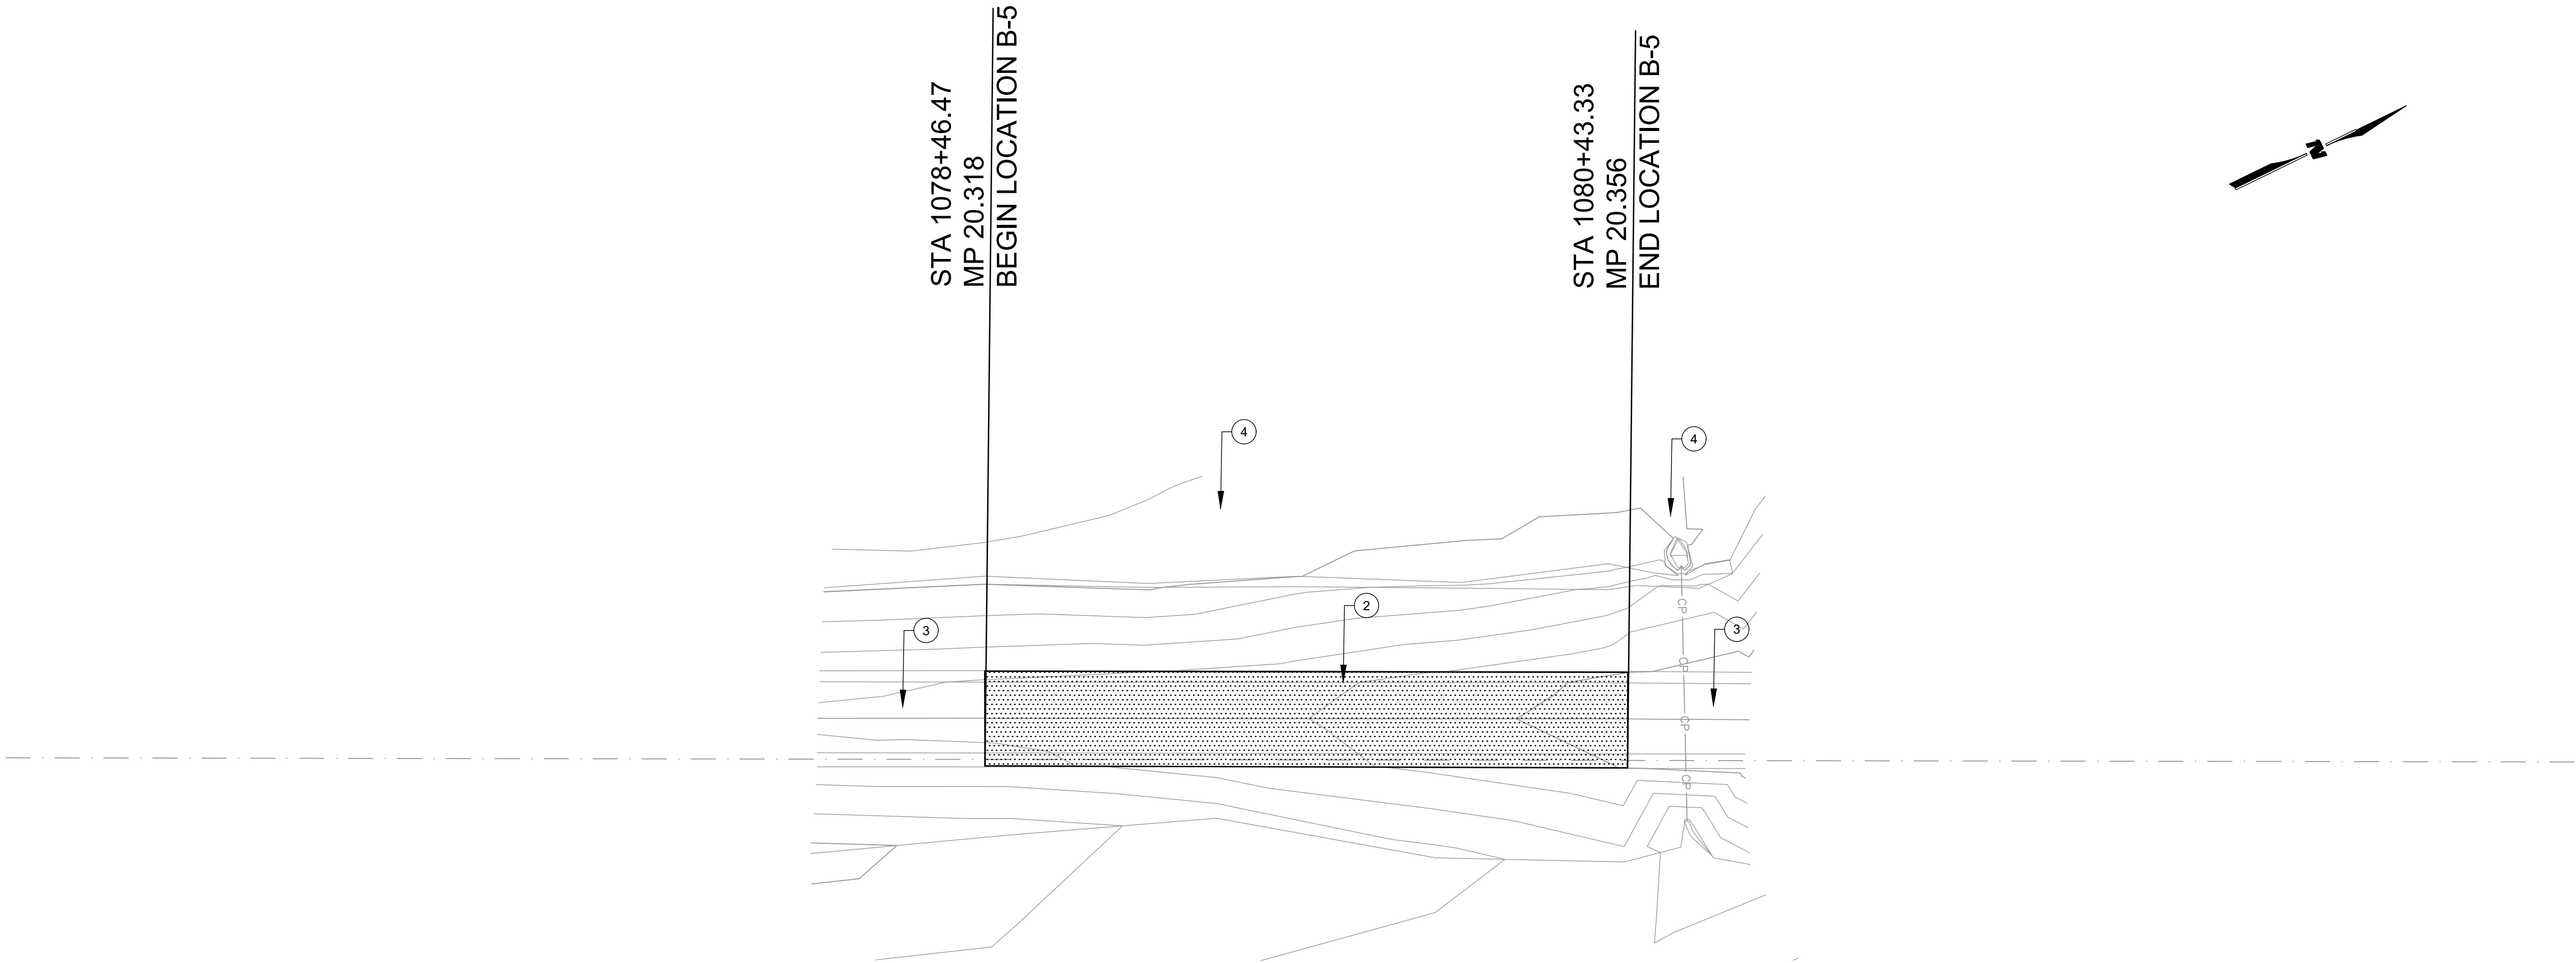 STA 1078+46.47
MP 20.318
BEGIN LOCATION B-5
STA 1080+43.33
MP 20.356
END LOCATION B-5
N
4
4
2
3
3
CP
CP
CP
CP